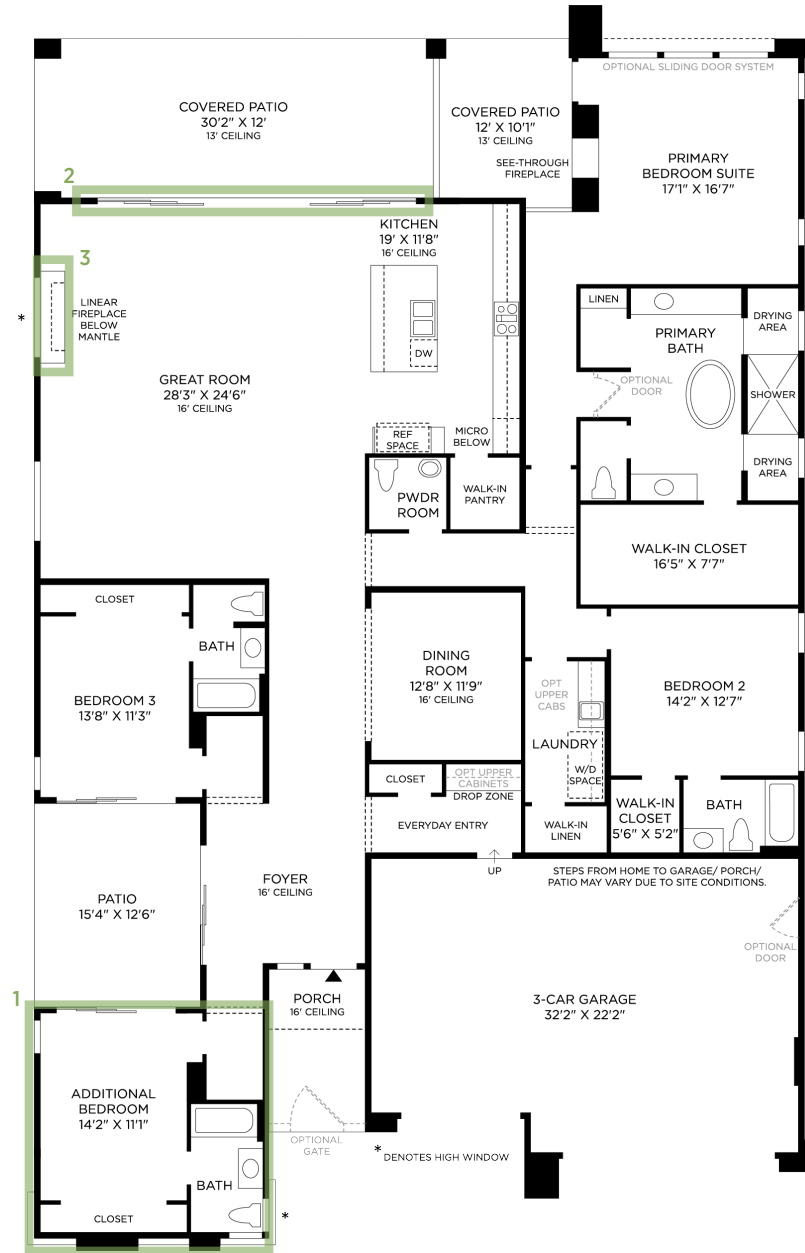 OPTIONAL SLIDING DOOR SYSTEM
COVERED PATIO
30'2" X 12'
13' CEILING
COVERED PATIO
12' X 10'1"
13' CEILING
SEE-THROUGH
FIREPLACE
PRIMARY
BEDROOM SUITE
17'1" X 16'7"
2
KITCHEN
19' X 11'8"
16' CEILING
3
*
LINEAR
FIREPLACE
BELOW
MANTLE
DW
LINEN
PRIMARY
BATH
DRYING
AREA
OPTIONAL
DOOR
SHOWER
DRYING
AREA
GREAT ROOM
28'3" X 24'6"
16' CEILING
REF
SPACE
MICRO
BELOW
PWDR
ROOM
WALK-IN
PANTRY
WALK-IN CLOSET
16'5" X 7'7"
CLOSET
BATH
BEDROOM 3
13'8" X 11'3"
DINING
ROOM
12'8" X 11'9"
16' CEILING
OPT
UPPER
CABS
LAUNDRY
W/D
SPACE
BEDROOM 2
14'2" X 12'7"
CLOSET
OPT UPPER
CABINETS
DROP ZONE
EVERYDAY ENTRY
WALK-IN
LINEN
WALK-IN
CLOSET
5'6" X 5'2"
BATH
UP
STEPS FROM HOME TO GARAGE/ PORCH/
PATIO MAY VARY DUE TO SITE CONDITIONS.
PATIO
15'4" X 12'6"
FOYER
16' CEILING
OPTIONAL
DOOR
1
PORCH
16' CEILING
3-CAR GARAGE
32'2" X 22'2"
ADDITIONAL
BEDROOM
14'2" X 11'1"
OPTIONAL
GATE
* DENOTES HIGH WINDOW
BATH
CLOSET
*